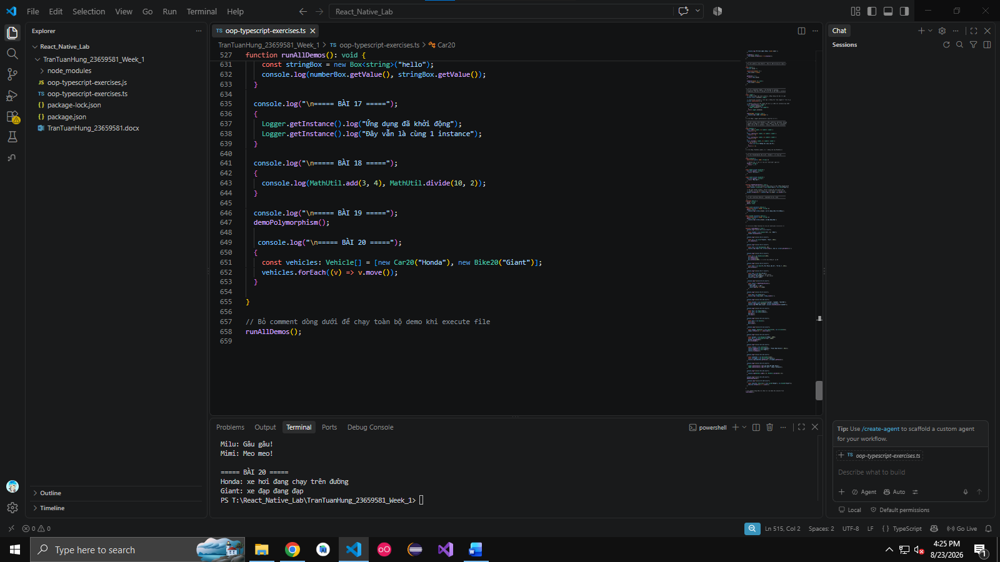 File Edit Selection View Go Run Terminal Help
React_Native_Lab
Explorer
React_Native_Lab
TranTuanHung_23659581_Week_1
node_modules
JS oop-typescript-exercises.js
TS oop-typescript-exercises.ts
{} package-lock.json
{} package.json
TranTuanHung_23659581.docx
Outline
Timeline
TS oop-typescript-exercises.ts
TranTuanHung_23659581_Week_1 > TS oop-typescript-exercises.ts > Car20
527 function runAllDemos(): void {
631 const stringBox = new Box<string>("hello");
632 console.log(numberBox.getValue(), stringBox.getValue());
633 }
634
635 console.log("\n===== BÀI 17 =====");
636 {
637 Logger.getInstance().log("Ứng dụng đã khởi động");
638 Logger.getInstance().log("Đây vẫn là cùng 1 instance");
639 }
640
641 console.log("\n===== BÀI 18 =====");
642 {
643 console.log(MathUtil.add(3, 4), MathUtil.divide(10, 2));
644 }
645
646 console.log("\n===== BÀI 19 =====");
647 demoPolymorphism();
648
649 console.log("\n===== BÀI 20 =====");
650 {
651 const vehicles: Vehicle[] = [new Car20("Honda"), new Bike20("Giant")];
652 vehicles.forEach((v) => v.move());
653 }
654
655 }
656
657 // Bỏ comment dòng dưới để chạy toàn bộ demo khi execute file
658 runAllDemos();
659
Problems Output Terminal Ports Debug Console
powershell
Milu: Gâu gâu!
Mimi: Meo meo!
===== BÀI 20 =====
Honda: xe hơi đang chạy trên đường
Giant: xe đạp đang đạp
PS T:\React_Native_Lab\TranTuanHung_23659581_Week_1>
Chat
Sessions
Tip: Use /create-agent to scaffold a custom agent
for your workflow.
TS oop-typescript-exercises.ts
Describe what to build
Agent Auto
Local Default permissions
0 0
Ln 515, Col 2 Spaces: 2 UTF-8 LF {} TypeScript Go Live
Type here to search
4:25 PM
8/23/2026
1